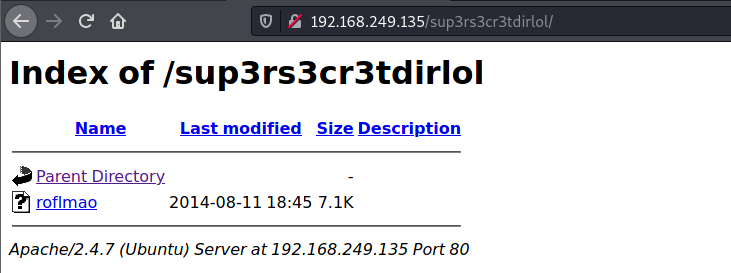 192.168.249.135/sup3rs3cr3tdirlol/
Index of /sup3rs3cr3tdirlol
Name Last modified Size Description
Parent Directory -
roflmao 2014-08-11 18:45 7.1K
Apache/2.4.7 (Ubuntu) Server at 192.168.249.135 Port 80